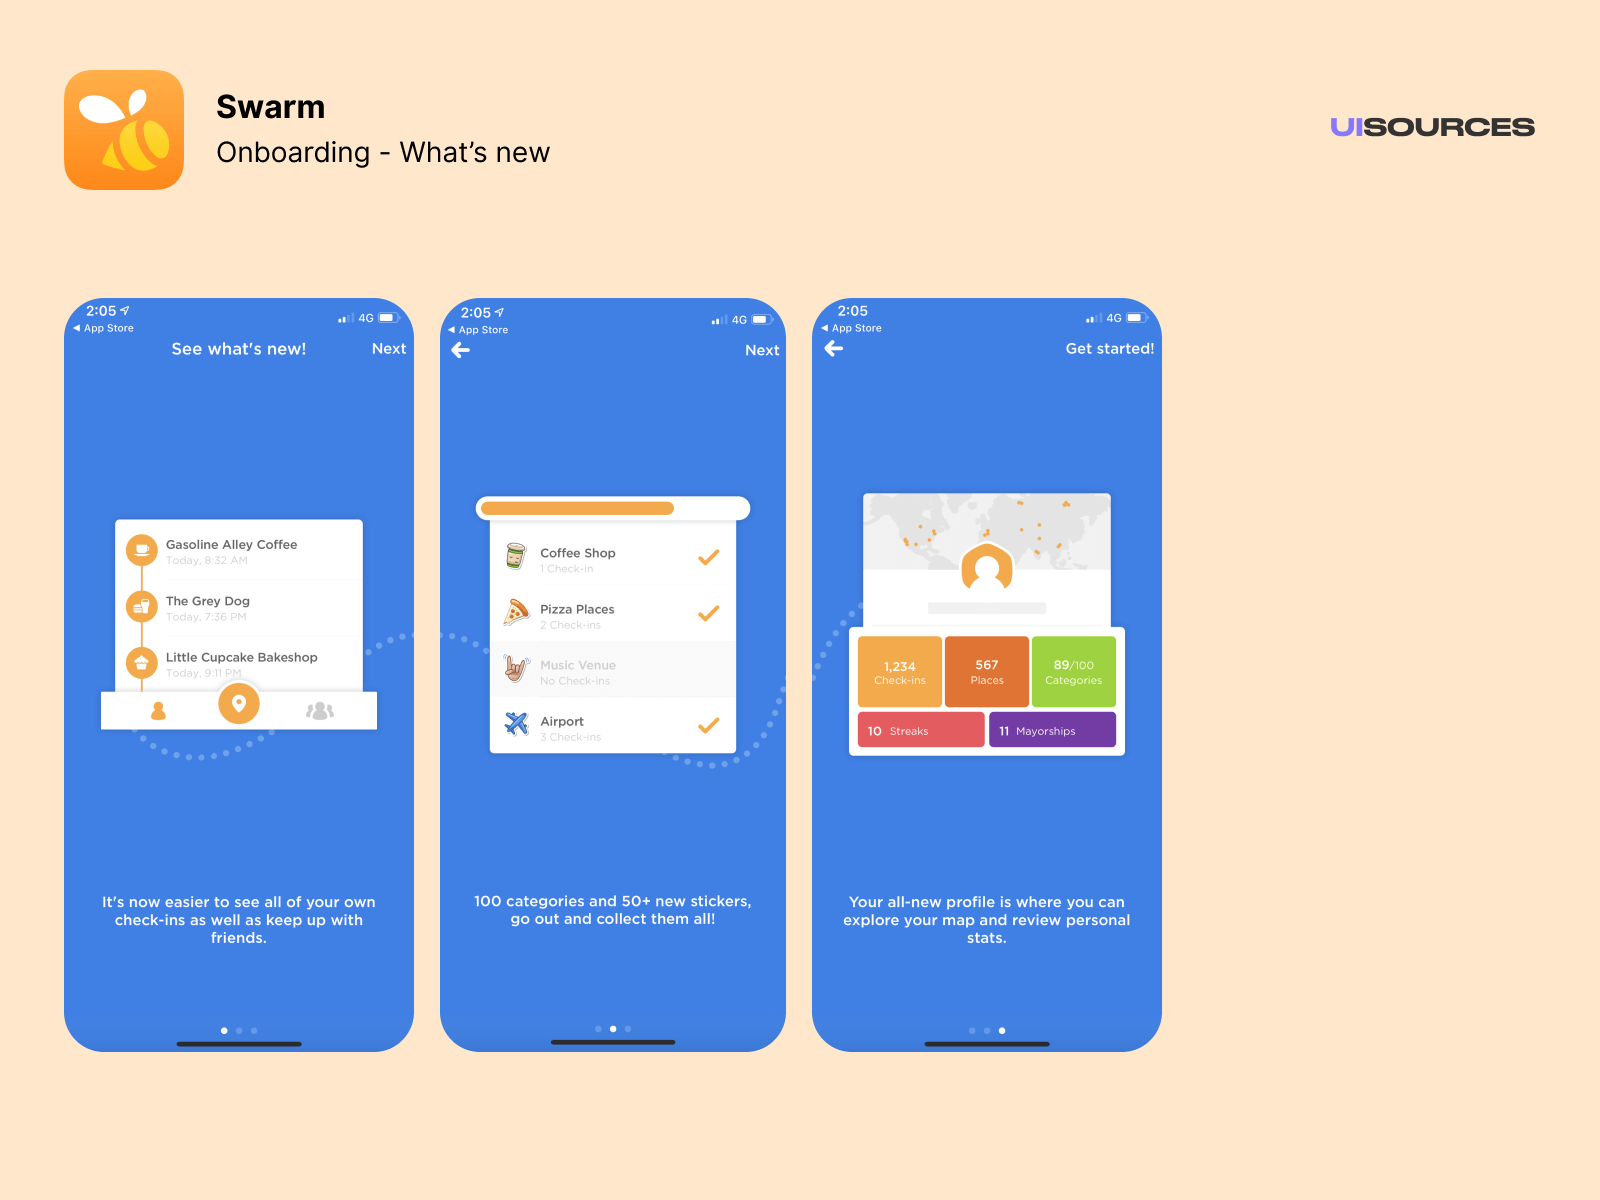 Swarm
Onboarding - What's new
UISOURCES
2:05
4G
App Store
See what's new!
Next
Gasoline Alley Coffee
Today, 8:32 AM
The Grey Dog
Today, 7:36 PM
Little Cupcake Bakeshop
Today, 9:11 PM
It's now easier to see all of your own
check-ins as well as keep up with
friends.
2:05
4G
App Store
Next
Coffee Shop
1 Check-in
Pizza Places
2 Check-ins
Music Venue
No Check-ins
Airport
3 Check-ins
100 categories and 50+ new stickers,
go out and collect them all!
2:05
4G
App Store
Get started!
1,234
Check-ins
567
Places
89/100
Categories
10 Streaks
11 Mayorships
Your all-new profile is where you can
explore your map and review personal
stats.